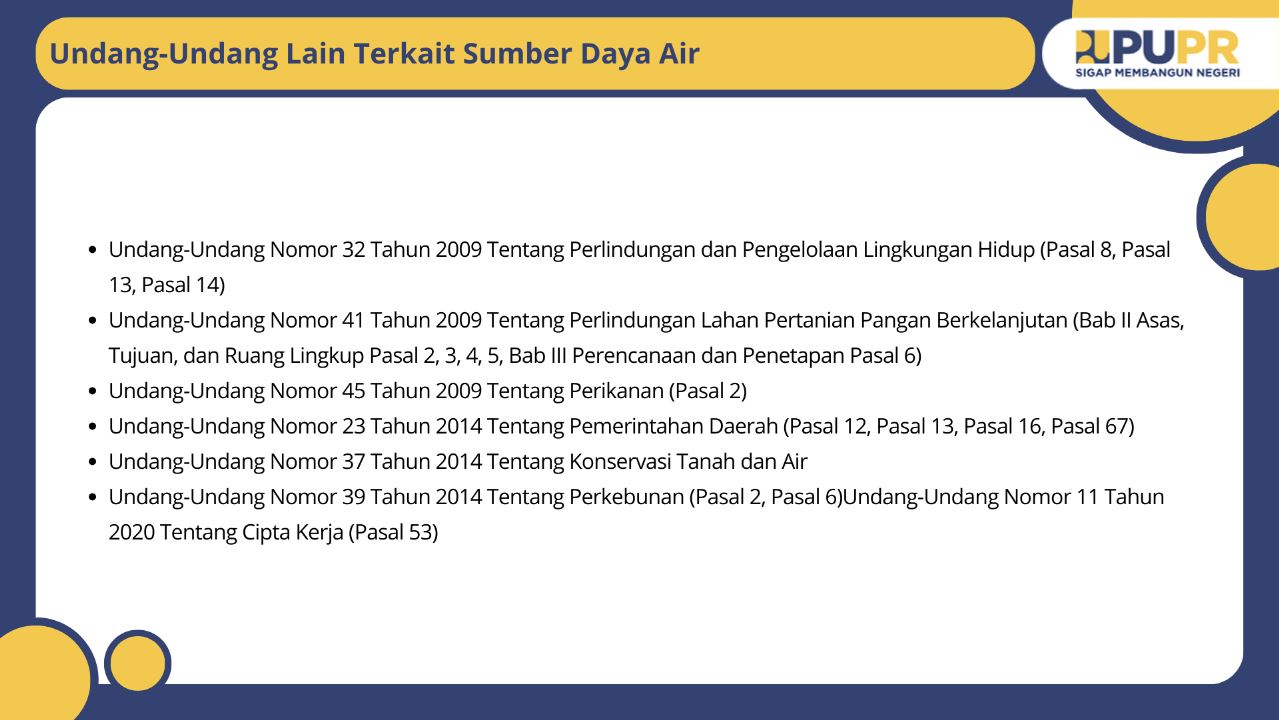 Undang-Undang Lain Terkait Sumber Daya Air
PUPR
SIGAP MEMBANGUN NEGERI
• Undang-Undang Nomor 32 Tahun 2009 Tentang Perlindungan dan Pengelolaan Lingkungan Hidup (Pasal 8, Pasal
13, Pasal 14)
• Undang-Undang Nomor 41 Tahun 2009 Tentang Perlindungan Lahan Pertanian Pangan Berkelanjutan (Bab II Asas,
Tujuan, dan Ruang Lingkup Pasal 2, 3, 4, 5, Bab III Perencanaan dan Penetapan Pasal 6)
• Undang-Undang Nomor 45 Tahun 2009 Tentang Perikanan (Pasal 2)
• Undang-Undang Nomor 23 Tahun 2014 Tentang Pemerintahan Daerah (Pasal 12, Pasal 13, Pasal 16, Pasal 67)
• Undang-Undang Nomor 37 Tahun 2014 Tentang Konservasi Tanah dan Air
• Undang-Undang Nomor 39 Tahun 2014 Tentang Perkebunan (Pasal 2, Pasal 6)Undang-Undang Nomor 11 Tahun
2020 Tentang Cipta Kerja (Pasal 53)